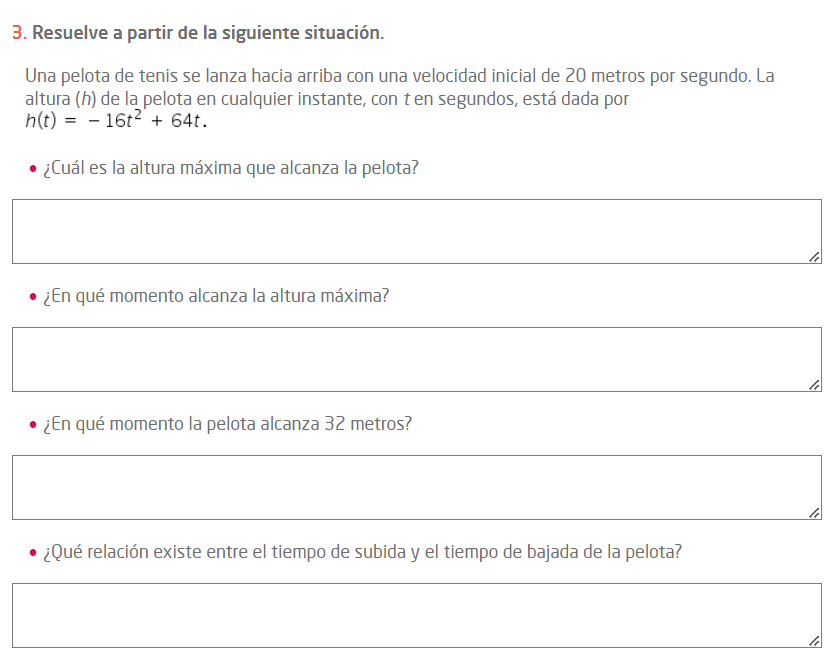 3. Resuelve a partir de la siguiente situación.
Una pelota de tenis se lanza hacia arriba con una velocidad inicial de 20 metros por segundo. La
altura (h) de la pelota en cualquier instante, con t en segundos, está dada por
h(t) = − 16t² + 64t.
• ¿Cuál es la altura máxima que alcanza la pelota?
• ¿En qué momento alcanza la altura máxima?
• ¿En qué momento la pelota alcanza 32 metros?
• ¿Qué relación existe entre el tiempo de subida y el tiempo de bajada de la pelota?